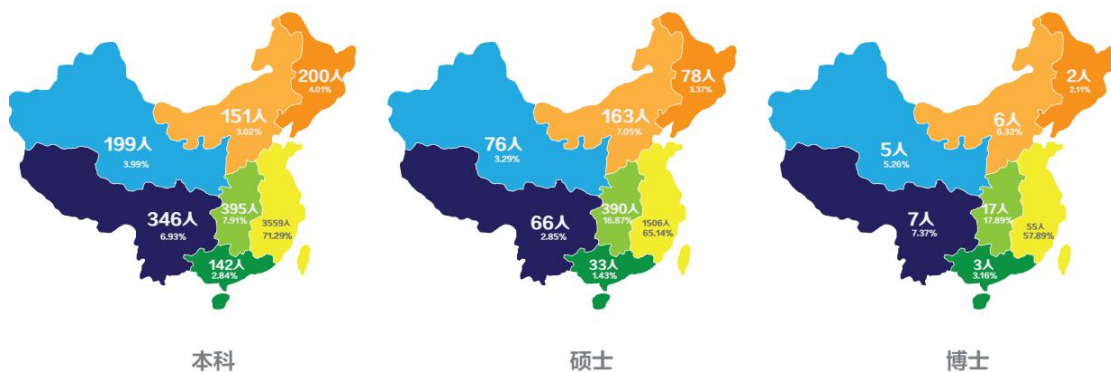 200人
4.01%
151人
3.02%
199人
3.99%
395人
7.91%
346人
6.93%
3559人
71.29%
142人
2.84%
本科
78人
3.37%
163人
7.05%
76人
3.29%
390人
16.87%
66人
2.85%
1506人
65.14%
33人
1.43%
硕士
2人
2.11%
6人
6.32%
5人
5.26%
17人
17.89%
7人
7.37%
55人
57.89%
3人
3.16%
博士